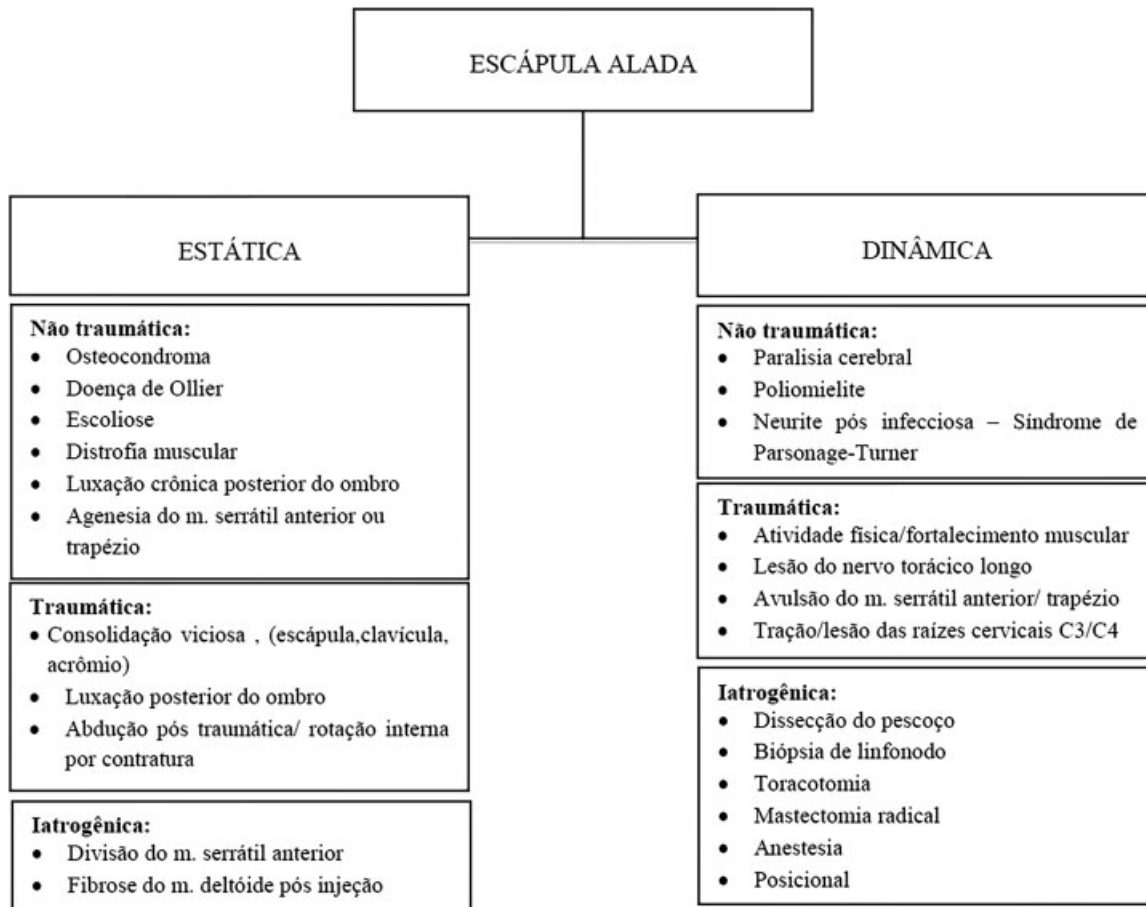 ESCÁPULA ALADA
ESTÁTICA
Não traumática:
• Osteocondroma
• Doença de Ollier
• Escoliose
• Distrofia muscular
• Luxação crônica posterior do ombro
• Agenesia do m. serrátil anterior ou
trapézio
Traumática:
• Consolidação viciosa , (escápula,clavícula,
acrômio)
• Luxação posterior do ombro
• Abdução pós traumática/ rotação interna
por contratura
Iatrogênica:
• Divisão do m. serrátil anterior
• Fibrose do m. deltóide pós injeção
DINÂMICA
Não traumática:
• Paralisia cerebral
• Poliomielite
• Neurite pós infecciosa – Síndrome de
Parsonage-Turner
Traumática:
• Atividade física/fortalecimento muscular
• Lesão do nervo torácico longo
• Avulsão do m. serrátil anterior/ trapézio
• Tração/lesão das raízes cervicais C3/C4
Iatrogênica:
• Dissecção do pescoço
• Biópsia de linfonodo
• Toracotomia
• Mastectomia radical
• Anestesia
• Posicional